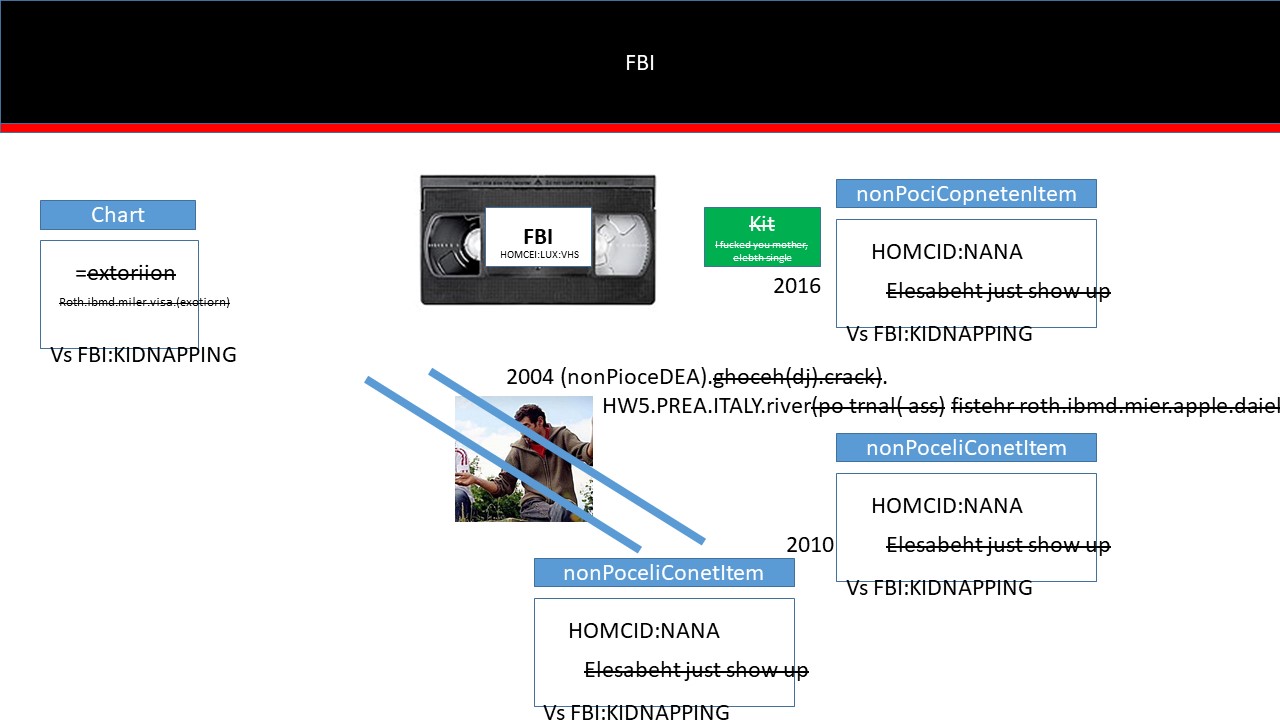 FBI
Chart
=extoriion
Roth.ibmd.miler.visa.(exotiorn)
Vs FBI:KIDNAPPING
FBI
HOMCEI:LUX:VHS
Kit
I fucked you mother,
elebth single
2016
nonPociCopnetenItem
HOMCID:NANA
Elesabeht just show up
Vs FBI:KIDNAPPING
2004 (nonPioceDEA).ghoceh(dj).crack).
HW5.PREA.ITALY.river(po trnal( ass) fistehr roth.ibmd.mier.apple.daiel
nonPoceliConetItem
HOMCID:NANA
2010
Elesabeht just show up
Vs FBI:KIDNAPPING
nonPoceliConetItem
HOMCID:NANA
Elesabeht just show up
Vs FBI:KIDNAPPING